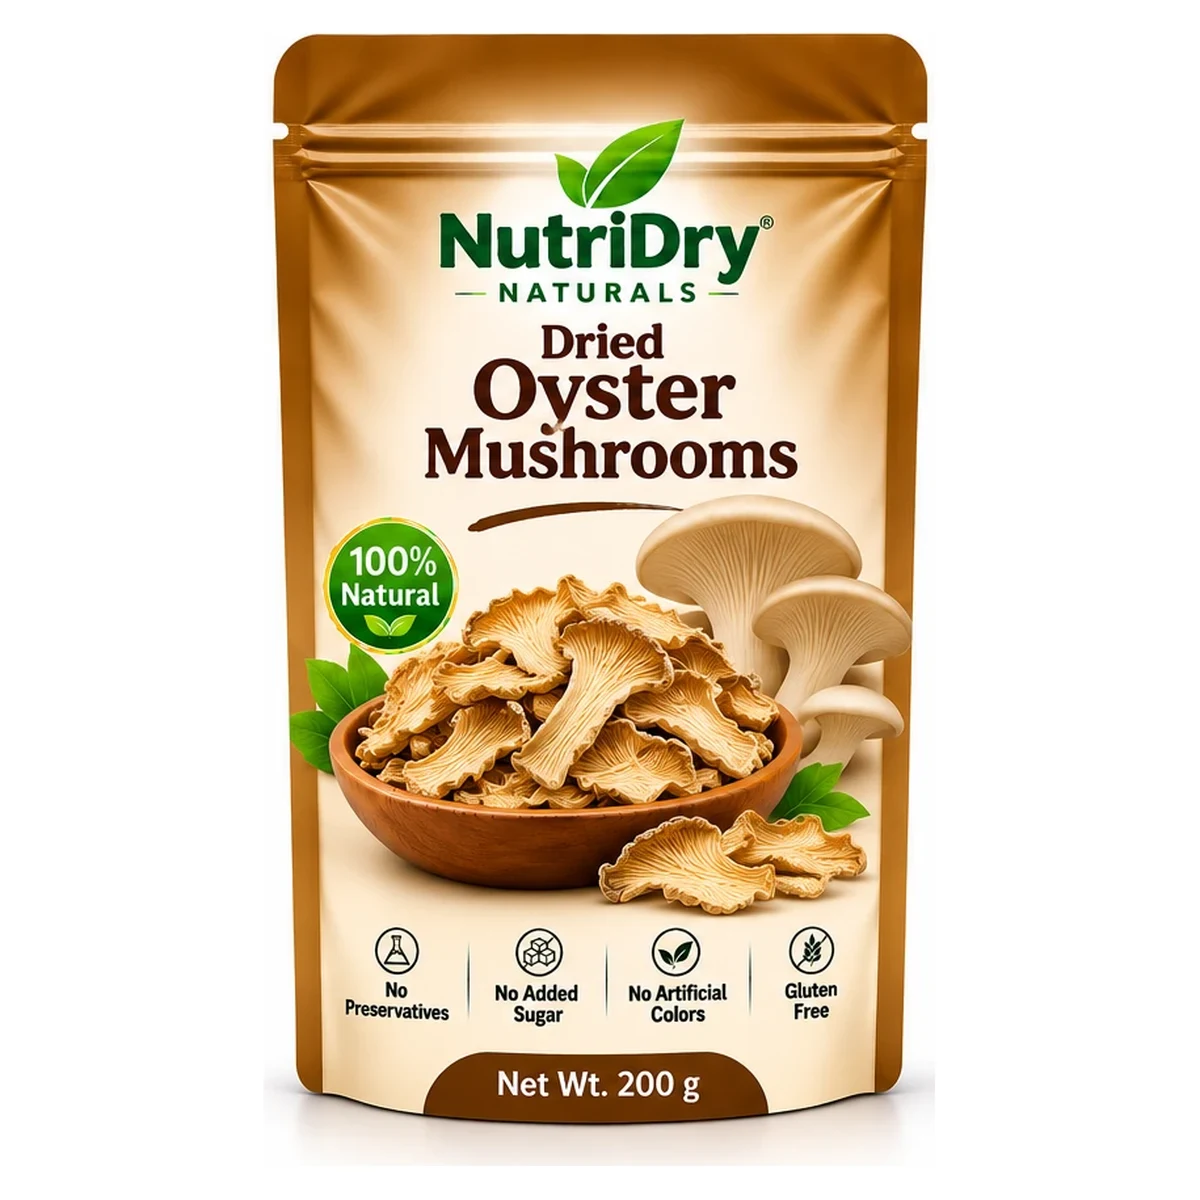 NutriDry®
NATURALS
Dried
Oyster
Mushrooms
100%
Natural
No
Preservatives
No Added
Sugar
No Artificial
Colors
Gluten
Free
Net Wt. 200 g